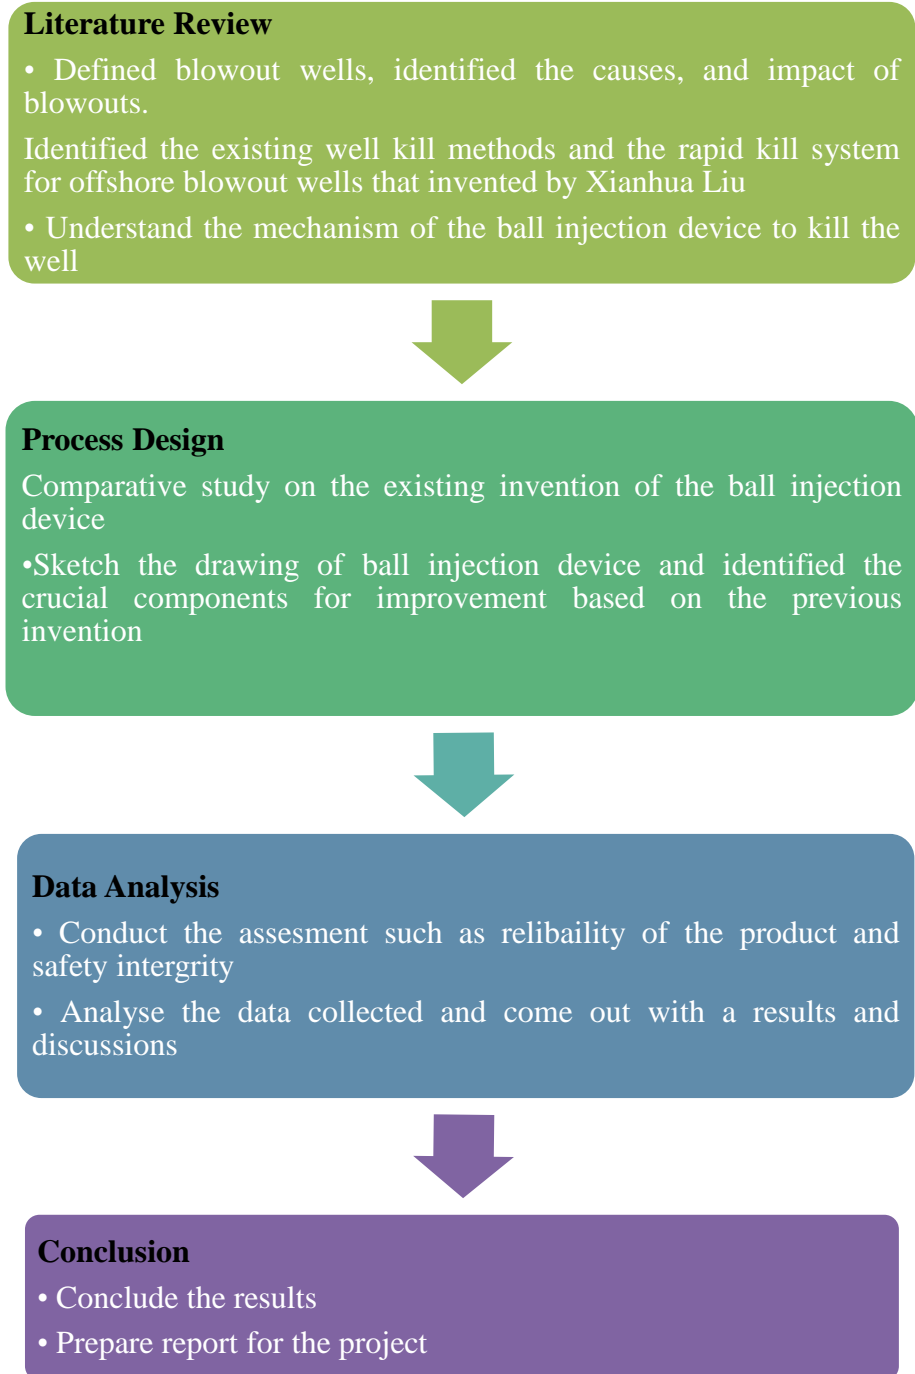 Literature Review
• Defined blowout wells, identified the causes, and impact of
blowouts.
Identified the existing well kill methods and the rapid kill system
for offshore blowout wells that invented by Xianhua Liu
• Understand the mechanism of the ball injection device to kill the
well
Process Design
Comparative study on the existing invention of the ball injection
device
•Sketch the drawing of ball injection device and identified the
crucial components for improvement based on the previous
invention
Data Analysis
• Conduct the assesment such as relibaility of the product and
safety intergrity
• Analyse the data collected and come out with a results and
discussions
Conclusion
• Conclude the results
• Prepare report for the project